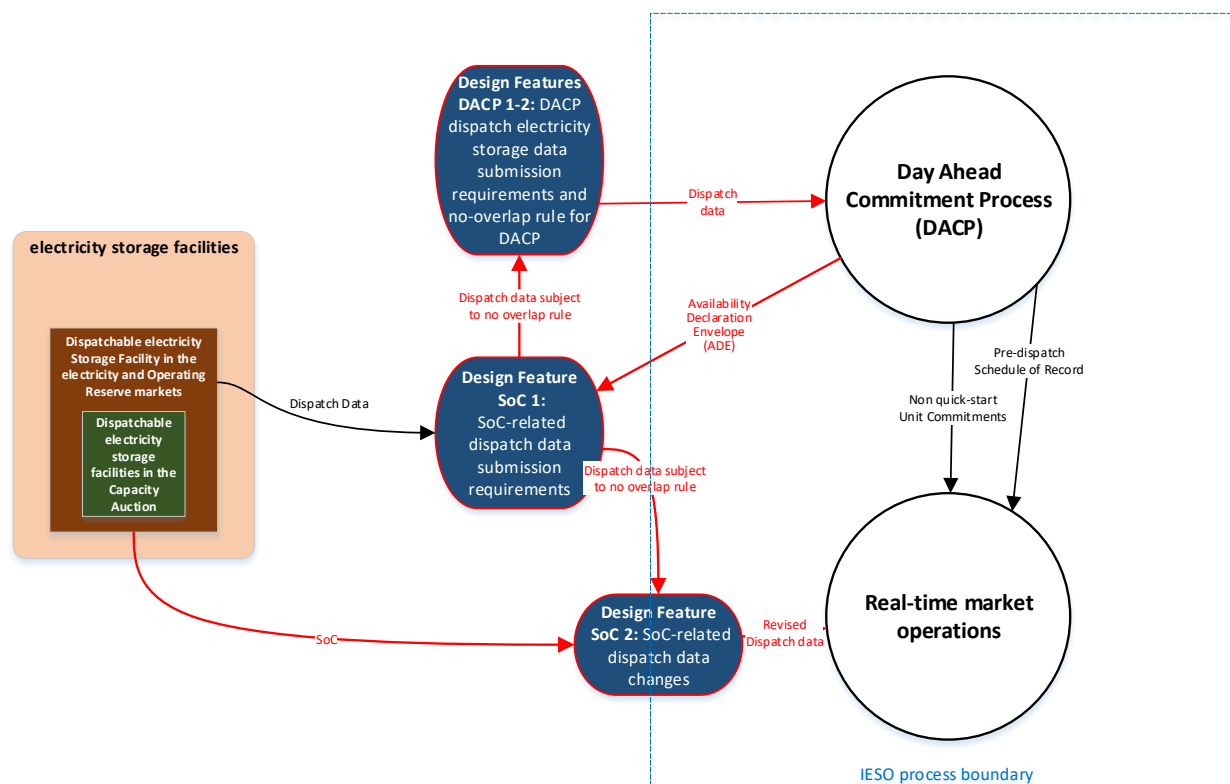 Design Features
DACP 1-2: DACP
dispatch electricity
storage data
submission
requirements and
no-overlap rule for
DACP
Dispatch
data
Day Ahead
Commitment Process
(DACP)
electricity storage facilities
Dispatch data subject
to no overlap rule
Availability
Declaration
Envelope
(ADE)
Dispatchable electricity
Storage Facility in the
electricity and Operating
Reserve markets
Dispatchable
electricity
storage
facilities in the
Capacity
Auction
Dispatch Data
Design Feature
SoC 1:
SoC-related
dispatch data
submission
requirements
Pre-dispatch
Schedule of Record
Non quick-start
Unit Commitments
Dispatch data subject
to no overlap rule
SoC
Design Feature
SoC 2: SoC-related
dispatch data
changes
Revised
Dispatch data
Real-time market
operations
IESO process boundary